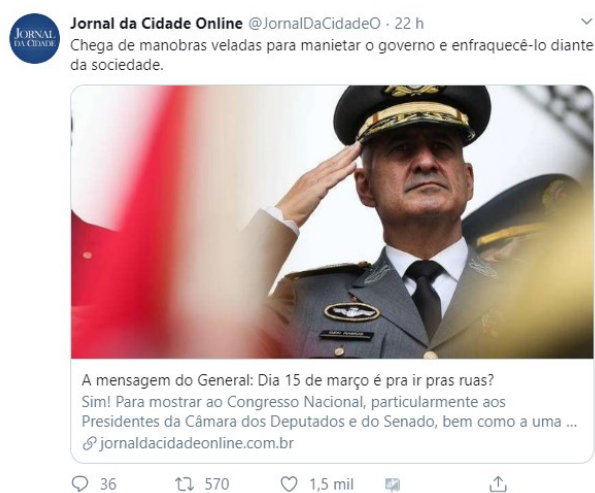 JORNAL
DA CIDADE
Jornal da Cidade Online @JornalDaCidadeO · 22 h
Chega de manobras veladas para manietar o governo e enfraquecê-lo diante
da sociedade.
A mensagem do General: Dia 15 de março é pra ir pras ruas?
Sim! Para mostrar ao Congresso Nacional, particularmente aos
Presidentes da Câmara dos Deputados e do Senado, bem como a uma ...
jornaldacidadeonline.com.br
36 570 1,5 mil